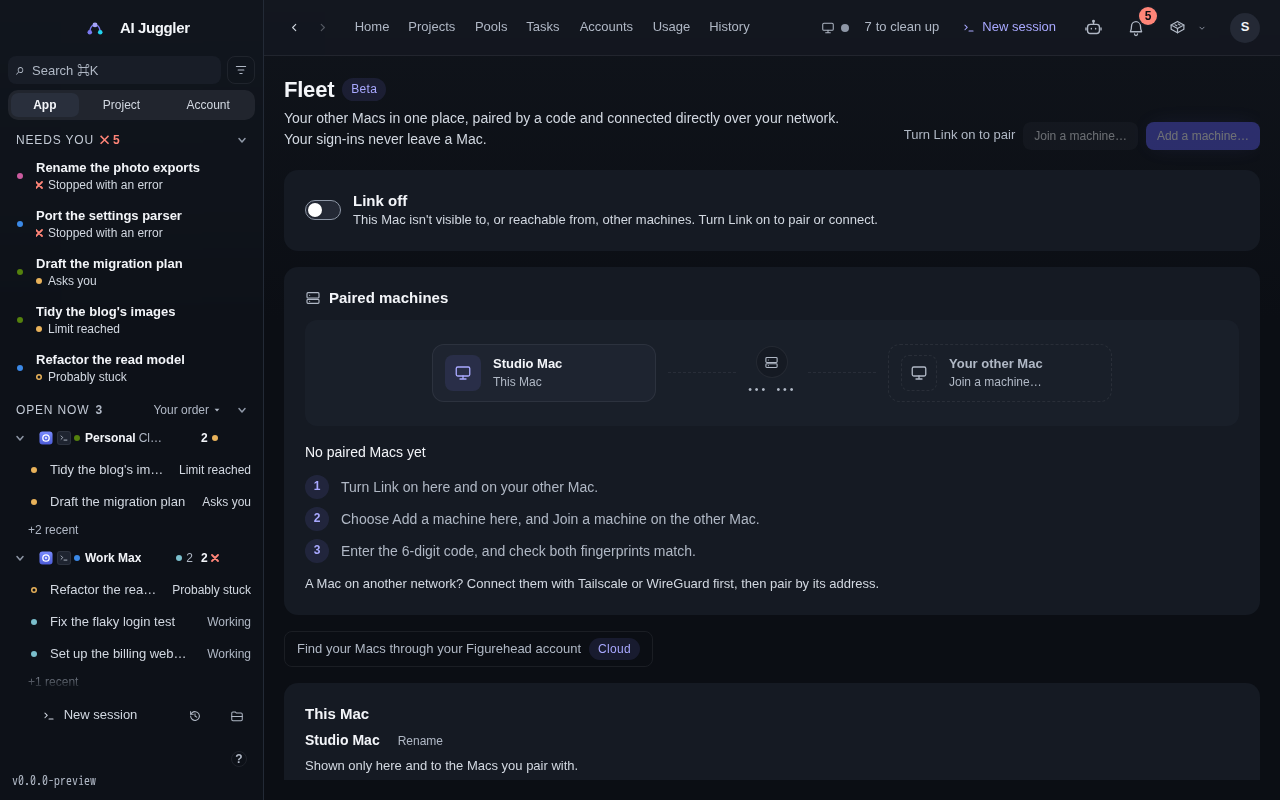 AI Juggler
Search ⌘K
App
Project
Account
NEEDS YOU 5
Rename the photo exports
Stopped with an error
Port the settings parser
Stopped with an error
Draft the migration plan
Asks you
Tidy the blog's images
Limit reached
Refactor the read model
Probably stuck
OPEN NOW 3
Your order
Personal Cl… 2
Tidy the blog's im… Limit reached
Draft the migration plan Asks you
+2 recent
Work Max 2 2
Refactor the rea… Probably stuck
Fix the flaky login test Working
Set up the billing web… Working
+1 recent
New session
?
v0.0.0-preview
Home
Projects
Pools
Tasks
Accounts
Usage
History
7 to clean up
New session
5
S
Fleet Beta
Your other Macs in one place, paired by a code and connected directly over your network.
Your sign-ins never leave a Mac.
Turn Link on to pair
Join a machine…
Add a machine…
Link off
This Mac isn't visible to, or reachable from, other machines. Turn Link on to pair or connect.
Paired machines
Studio Mac
This Mac
••• •••
Your other Mac
Join a machine…
No paired Macs yet
1 Turn Link on here and on your other Mac.
2 Choose Add a machine here, and Join a machine on the other Mac.
3 Enter the 6-digit code, and check both fingerprints match.
A Mac on another network? Connect them with Tailscale or WireGuard first, then pair by its address.
Find your Macs through your Figurehead account Cloud
This Mac
Studio Mac Rename
Shown only here and to the Macs you pair with.